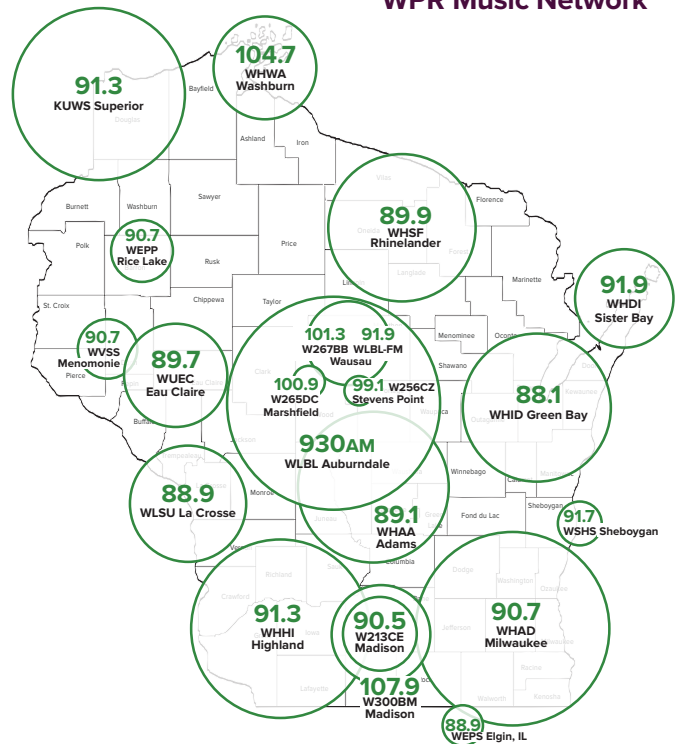 WPR Music Network
104.7
WHWA
Washburn
91.3
KUWS Superior
Douglas
Bayfield
Ashland
Iron
Vilas
Florence
Burnett
Washburn
Sawyer
89.9
WHSF
Rhinelander
Oneida
Forest
Polk
90.7
WEPP
Rice Lake
Rusk
Price
Langlade
Marinette
91.9
WHDI
Sister Bay
St. Croix
Chippewa
Taylor
101.3
W267BB
91.9
WLBL-FM
Wausau
Menominee
Oconto
90.7
WVSS
Menomonie
Pierce
89.7
WUEC
Eau Claire
Clark
100.9
W265DC
Marshfield
99.1 W256CZ
Stevens Point
Shawano
88.1
WHID Green Bay
Kewaunee
Outagamie
Waupaca
Buffalo
Jackson
930AM
WLBL Auburndale
Trempealeau
88.9
WLSU La Crosse
Monroe
Winnebago
Juneau
89.1
WHAA
Adams
Fond du Lac
Sheboygan
91.7
WSHS Sheboygan
Columbia
Dodge
Washington
Ozaukee
Richland
Crawford
91.3
WHHI
Highland
Iowa
90.5
W213CE
Madison
Jefferson
90.7
WHAD
Milwaukee
Racine
Lafayette
107.9
W300BM
Madison
Walworth
Kenosha
88.9
WEPS Elgin, IL